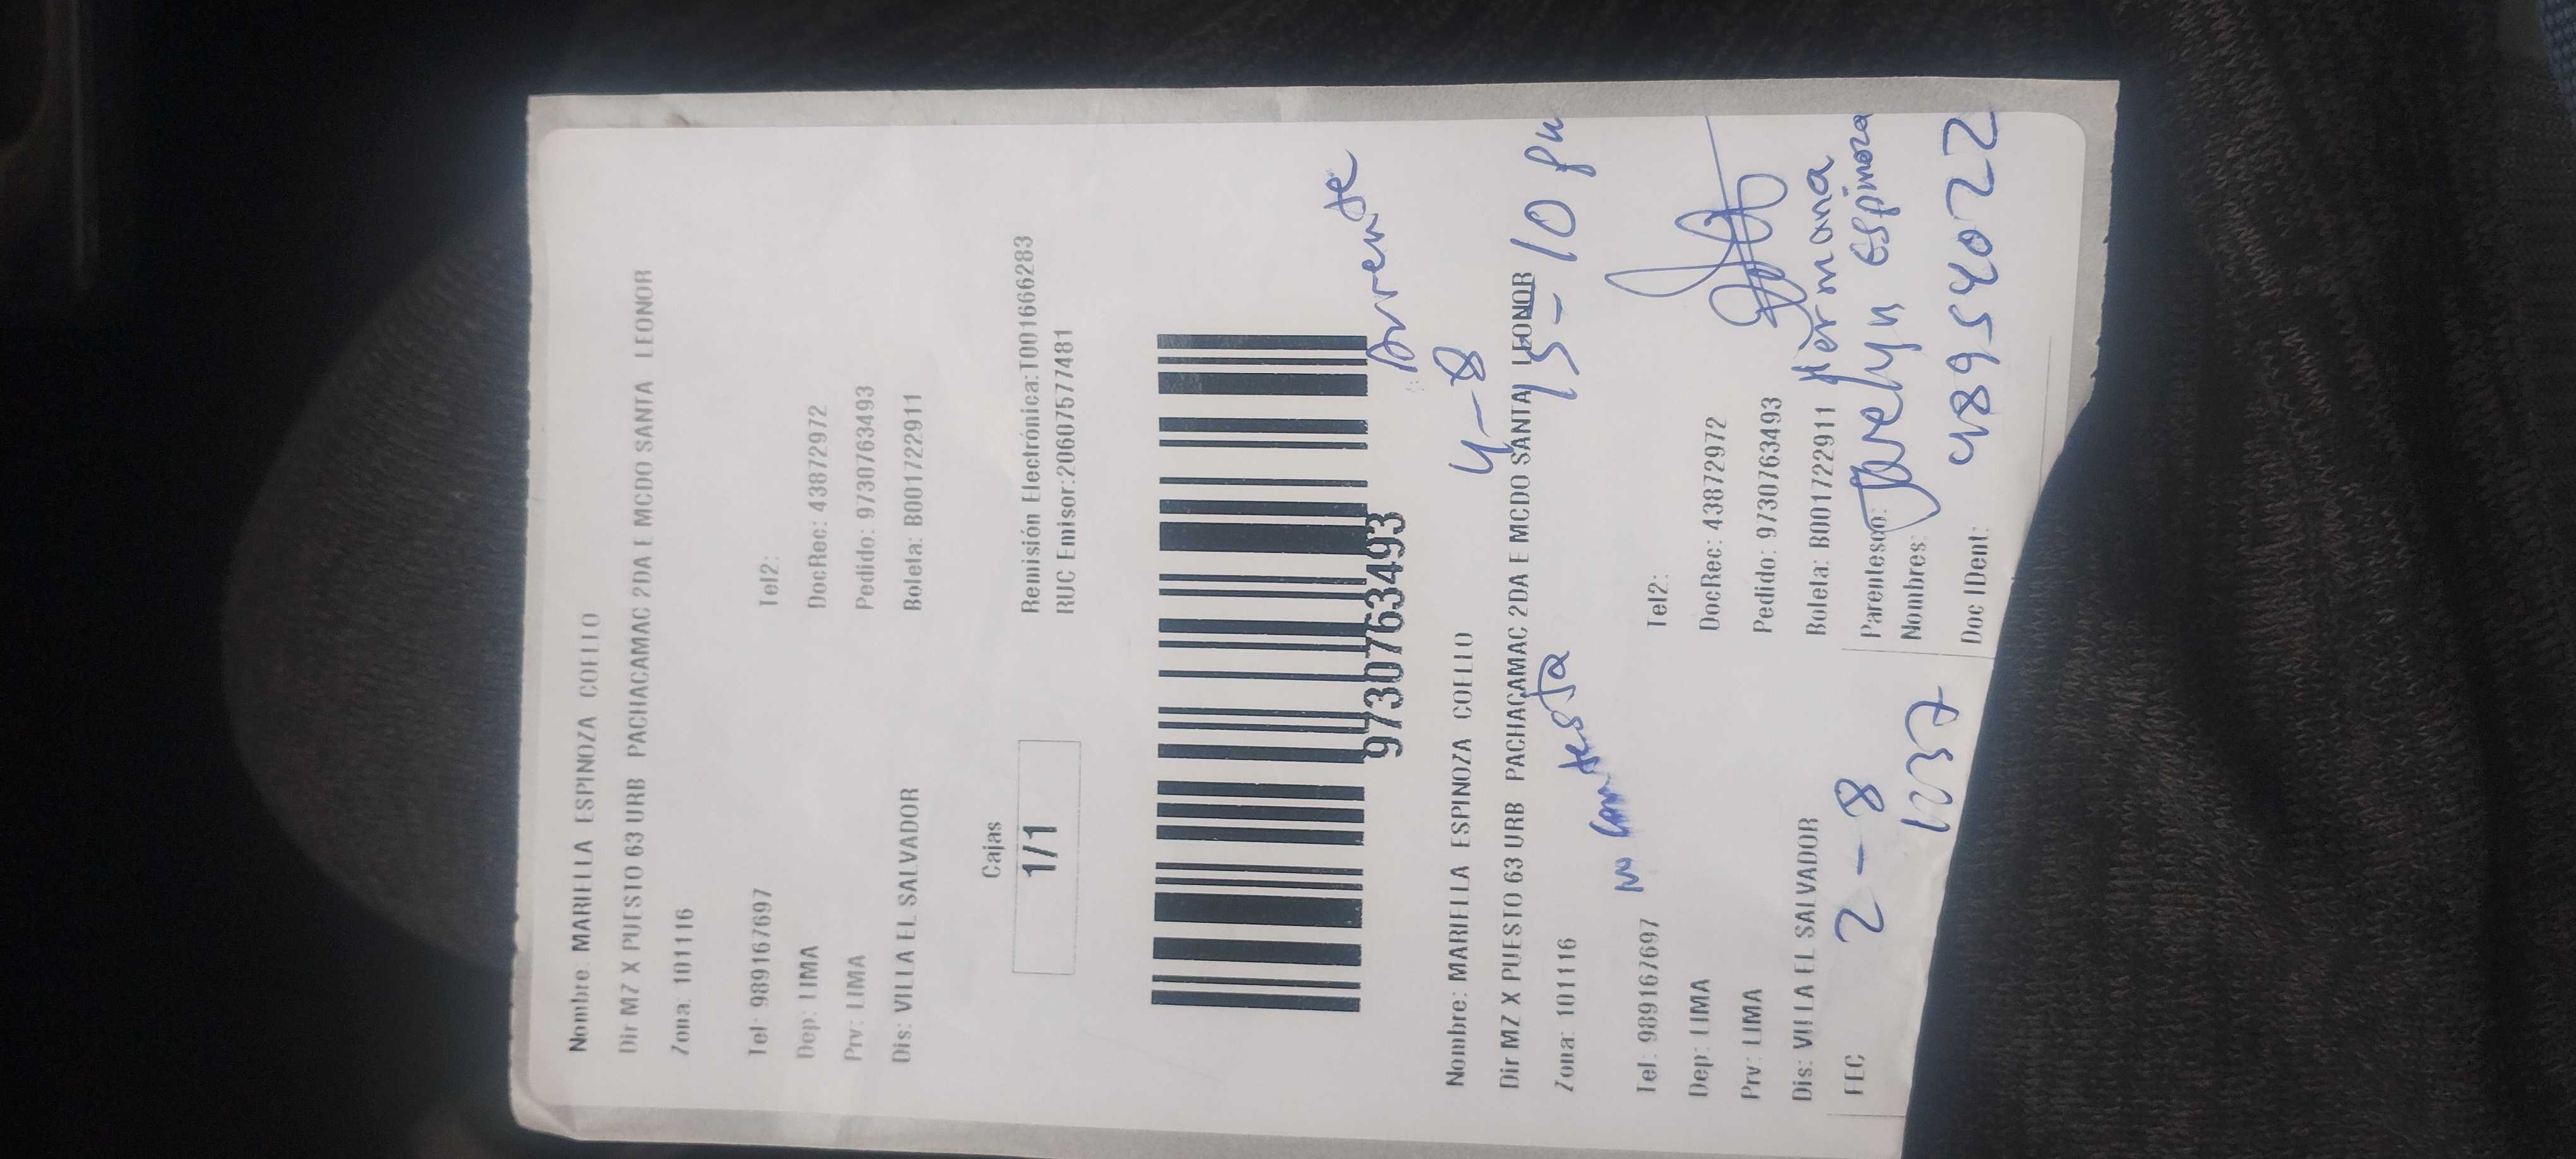 Nombre: MARIELLA ESPINOZA COELLO
Dir MZ X PUESTO 63 URB PACHACAMAC 2DA E MCDO SANTA LEONOR
Zona: 101116
Tel: 989167697 Tel2:
Dep: LIMA DocRec: 43872972
Prv: LIMA Pedido: 9730763493
Dis: VILLA EL SALVADOR Boleta: B001722911
Cajas
1/1
Remisión Electrónica:T001666283
RUC Emisor:20607577481
9730763493
Aurente
4-8
Nombre: MARIELLA ESPINOZA COELLO
Dir MZ X PUESTO 63 URB PACHACAMAC 2DA E MCDO SANTA LEONOR
Zona: 101116
no contesta
Tel: 989167697 Tel2:
Dep: LIMA DocRec: 43872972
Prv: LIMA Pedido: 9730763493
Dis: VILLA EL SALVADOR Boleta: B001722911
FEC 2-8
Parentesco: Hermana
Nombres: Espinoza
Doc IDent: 48954022